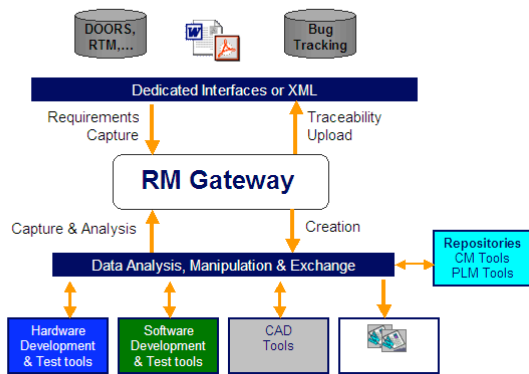 DOORS,
RTM,...
W
Bug
Tracking
Dedicated Interfaces or XML
Requirements
Capture
Traceability
Upload
RM Gateway
Capture & Analysis
Creation
Data Analysis, Manipulation & Exchange
Repositories
CM Tools
PLM Tools
Hardware
Development
& Test tools
Software
Development
& Test tools
CAD
Tools